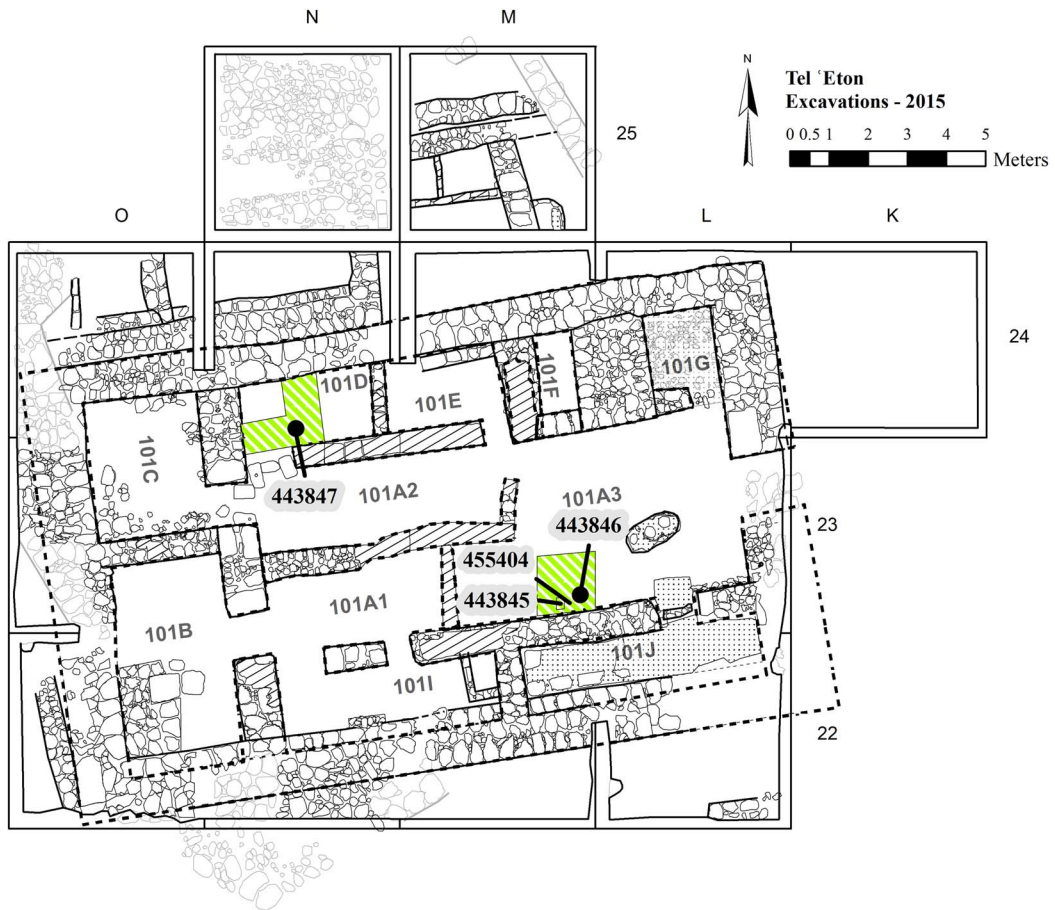 N M
N
Tel ʿEton
Excavations - 2015
0 0.5 1 2 3 4 5
Meters
25
O L K
24
101D
101E
101F
101G
101C
443847
101A2
101A3
443846
23
455404
443845
101A1
101B
101J
101I
22